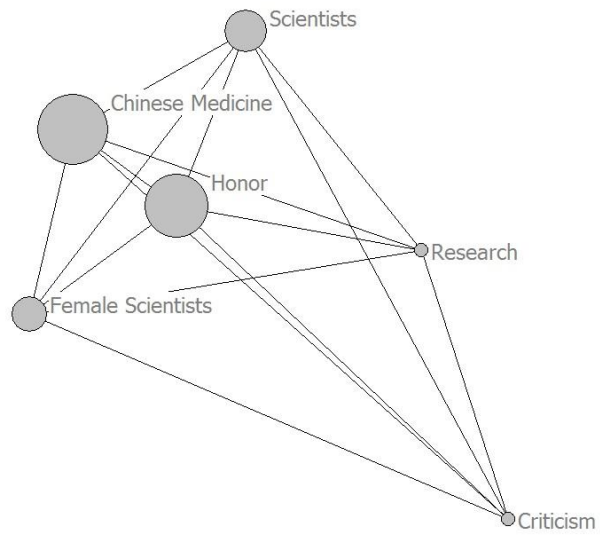 Scientists
Chinese Medicine
Honor
Research
Female Scientists
Criticism